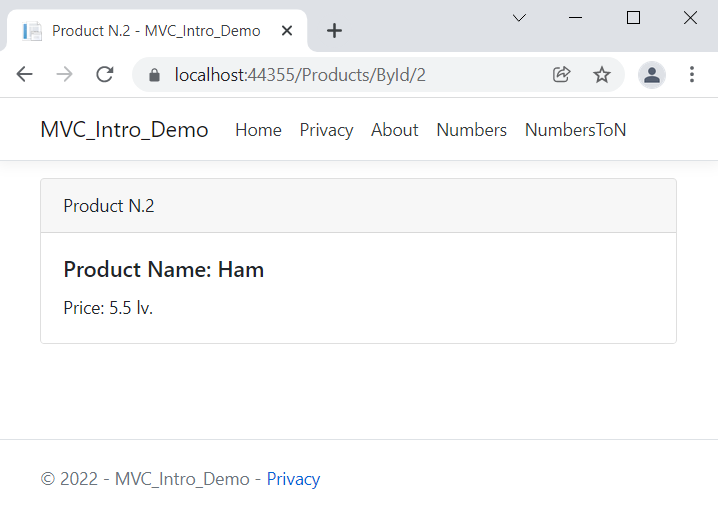 Product N.2 - MVC_Intro_Demo
localhost:44355/Products/ById/2
MVC_Intro_Demo Home Privacy About Numbers NumbersToN
Product N.2
Product Name: Ham
Price: 5.5 lv.
© 2022 - MVC_Intro_Demo - Privacy